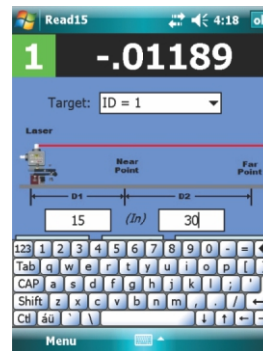 Read15 4:18 ok
1 -.01189
Target: ID = 1
Laser
Near
Point
Far
Point
D1 D2
15 (In) 30
123 1 2 3 4 5 6 7 8 9 0 - =
Tab q w e r t y u i o p [ ]
CAP a s d f g h j k l ; '
Shift z x c v b n m , . /
Ctl áü ` \
Menu